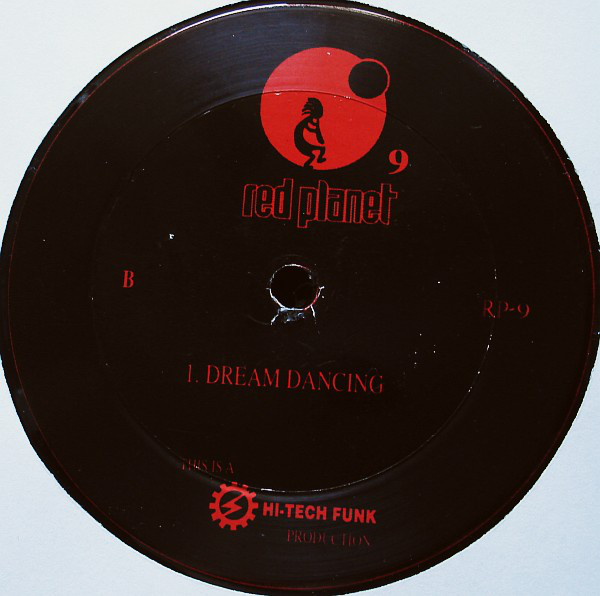 9
red planet
B
RP-9
1. DREAM DANCING
THIS IS A
HI-TECH FUNK
PRODUCTION